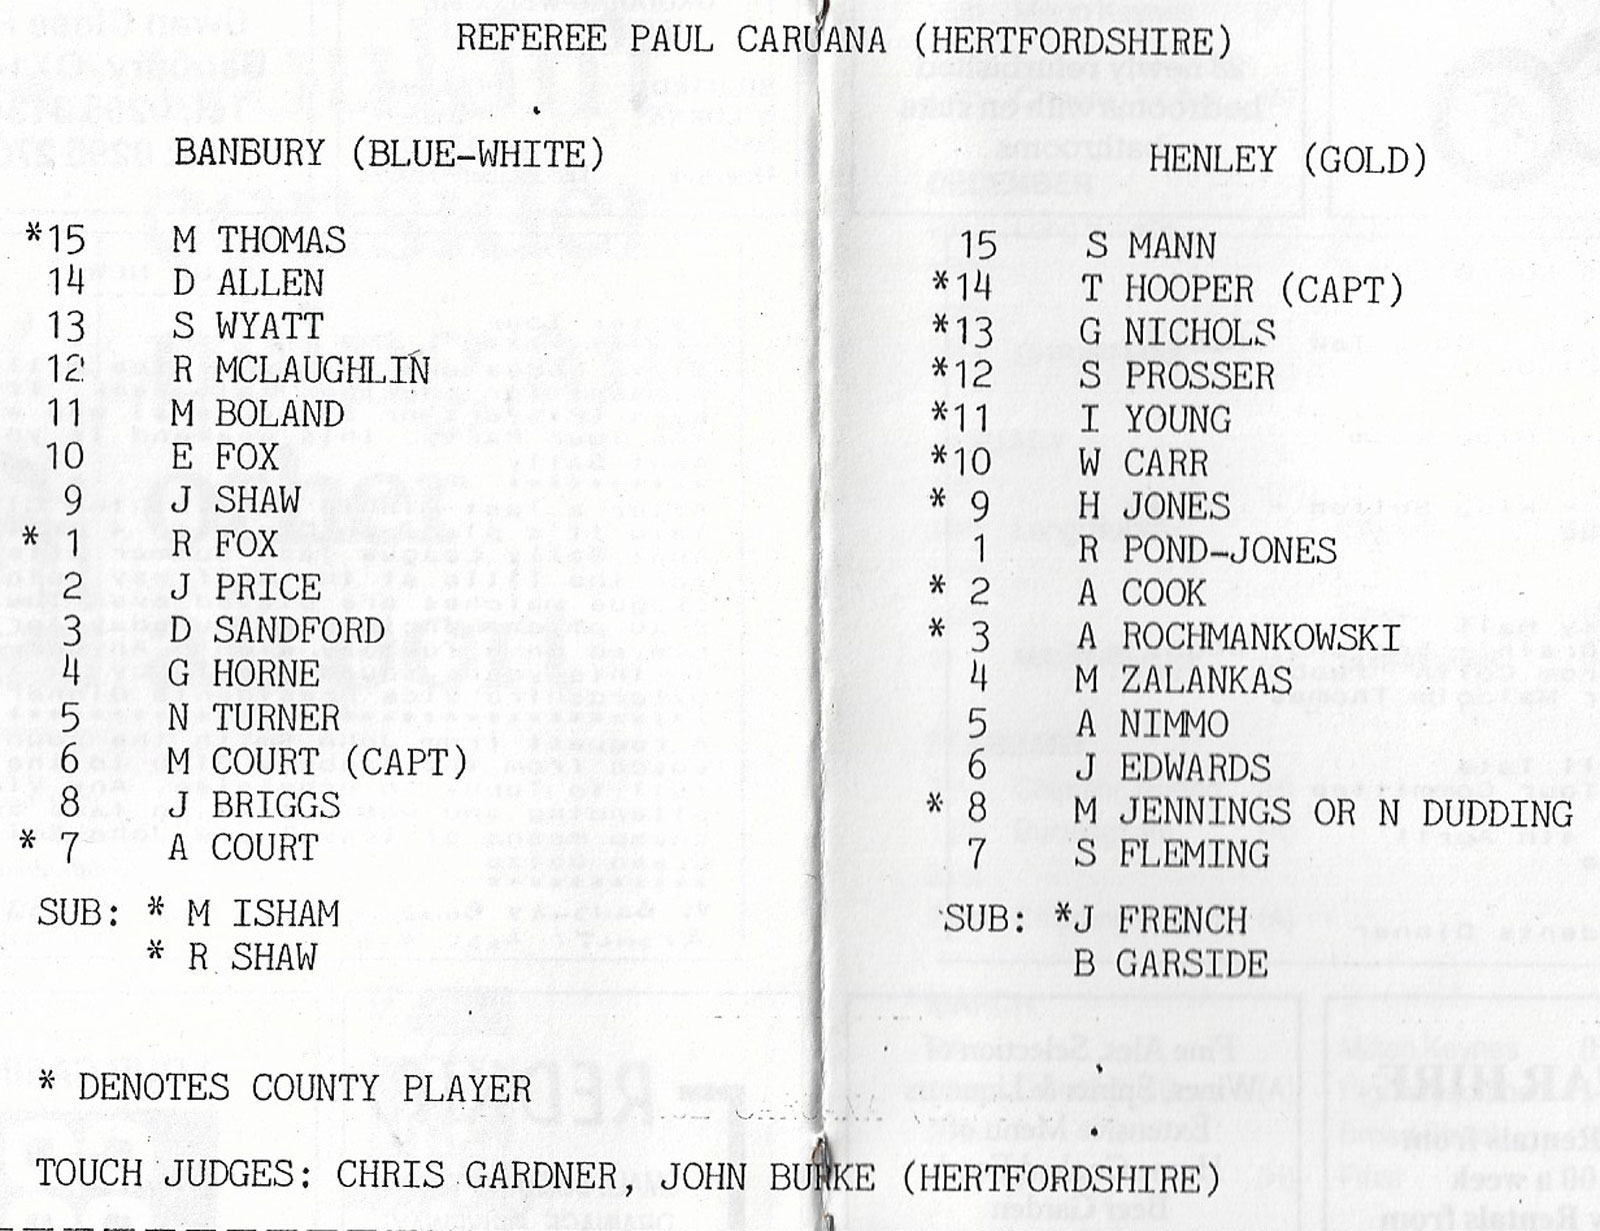 REFEREE PAUL CARUANA (HERTFORDSHIRE)
BANBURY (BLUE-WHITE)
*15 M THOMAS
14 D ALLEN
13 S WYATT
12 R MCLAUGHLIN
11 M BOLAND
10 E FOX
9 J SHAW
* 1 R FOX
2 J PRICE
3 D SANDFORD
4 G HORNE
5 N TURNER
6 M COURT (CAPT)
8 J BRIGGS
* 7 A COURT
SUB: * M ISHAM
* R SHAW
HENLEY (GOLD)
15 S MANN
*14 T HOOPER (CAPT)
*13 G NICHOLS
*12 S PROSSER
*11 I YOUNG
*10 W CARR
* 9 H JONES
1 R POND-JONES
* 2 A COOK
* 3 A ROCHMANKOWSKI
4 M ZALANKAS
5 A NIMMO
6 J EDWARDS
* 8 M JENNINGS OR N DUDDING
7 S FLEMING
SUB: *J FRENCH
B GARSIDE
* DENOTES COUNTY PLAYER
TOUCH JUDGES: CHRIS GARDNER, JOHN BURKE (HERTFORDSHIRE)